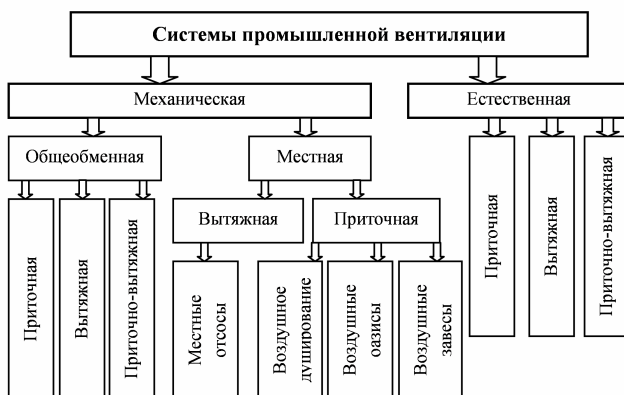 Системы промышленной вентиляции
Механическая
Естественная
Общеобменная
Местная
Приточная
Вытяжная
Приточно-вытяжная
Вытяжная
Приточная
Местные
отсосы
Воздушное
душирование
Воздушные
оазисы
Воздушные
завесы
Приточная
Вытяжная
Приточно-вытяжная